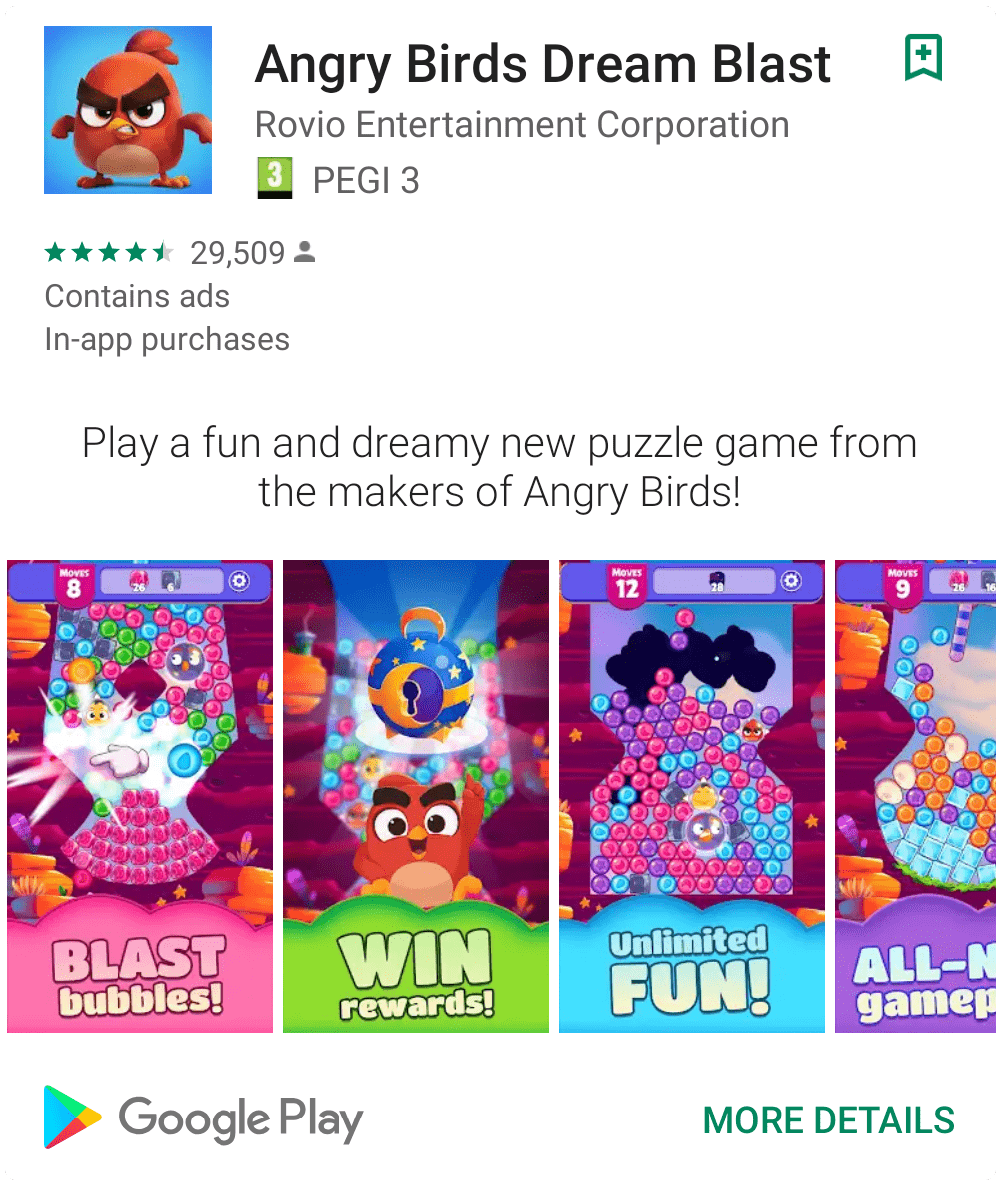 Angry Birds Dream Blast
Rovio Entertainment Corporation
3 PEGI 3
29,509
Contains ads
In-app purchases
Play a fun and dreamy new puzzle game from
the makers of Angry Birds!
MOVES
8
26 6
BLAST
bubbles!
WIN
rewards!
MOVES
12
28
Unlimited
FUN!
MOVES
9
26 16
ALL-N
gamep
Google Play
MORE DETAILS